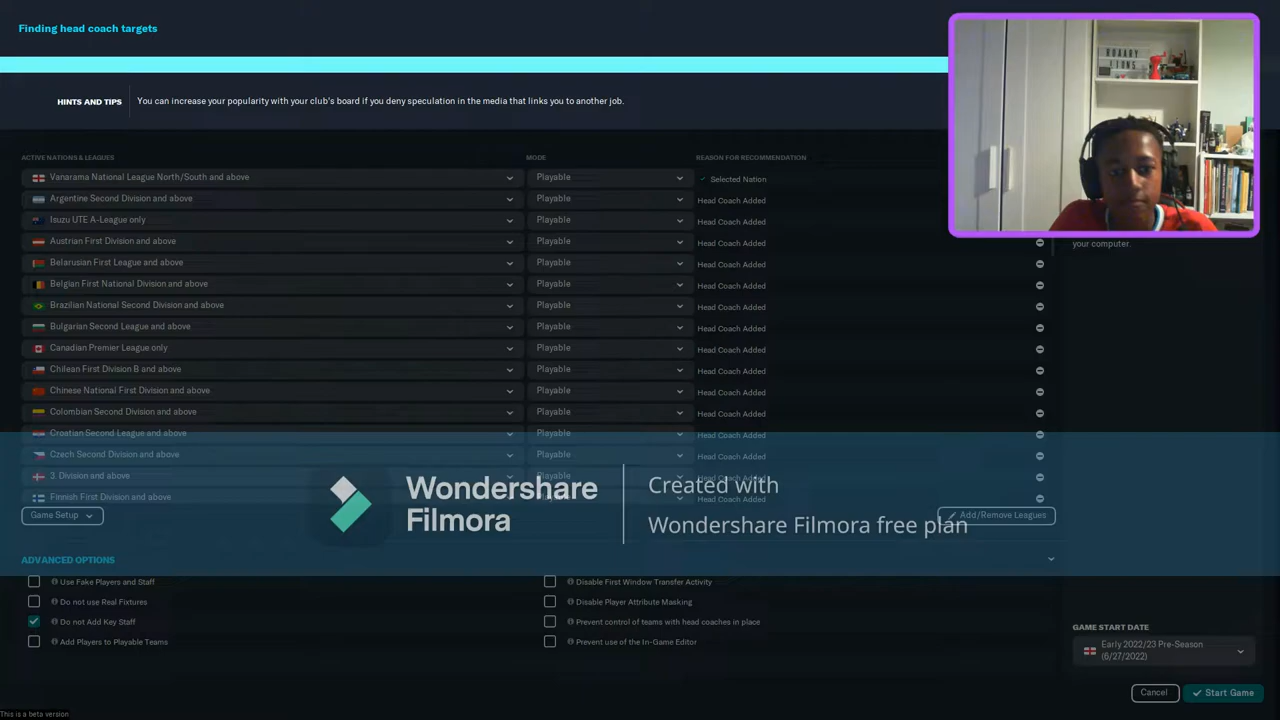 Finding head coach targets
HINTS AND TIPS You can increase your popularity with your club's board if you deny speculation in the media that links you to another job.
ROAARY
LIONS
ACTIVE NATIONS & LEAGUES MODE REASON FOR RECOMMENDATION
Vanarama National League North/South and above Playable Selected Nation
Argentine Second Division and above Playable Head Coach Added
Isuzu UTE A-League only Playable Head Coach Added
Austrian First Division and above Playable Head Coach Added
your computer.
Belarusian First League and above Playable Head Coach Added
Belgian First National Division and above Playable Head Coach Added
Brazilian National Second Division and above Playable Head Coach Added
Bulgarian Second League and above Playable Head Coach Added
Canadian Premier League only Playable Head Coach Added
Chilean First Division B and above Playable Head Coach Added
Chinese National First Division and above Playable Head Coach Added
Colombian Second Division and above Playable Head Coach Added
Croatian Second League and above Playable Head Coach Added
Czech Second Division and above Playable Head Coach Added
3. Division and above Playable Head Coach Added
Finnish First Division and above Head Coach Added
Wondershare
Filmora
Created with
Wondershare Filmora free plan
Game Setup Add/Remove Leagues
ADVANCED OPTIONS
Use Fake Players and Staff Disable First Window Transfer Activity
Do not use Real Fixtures Disable Player Attribute Masking
Do not Add Key Staff Prevent control of teams with head coaches in place
Add Players to Playable Teams Prevent use of the In-Game Editor
GAME START DATE
Early 2022/23 Pre-Season
(6/27/2022)
Cancel Start Game
This is a beta version